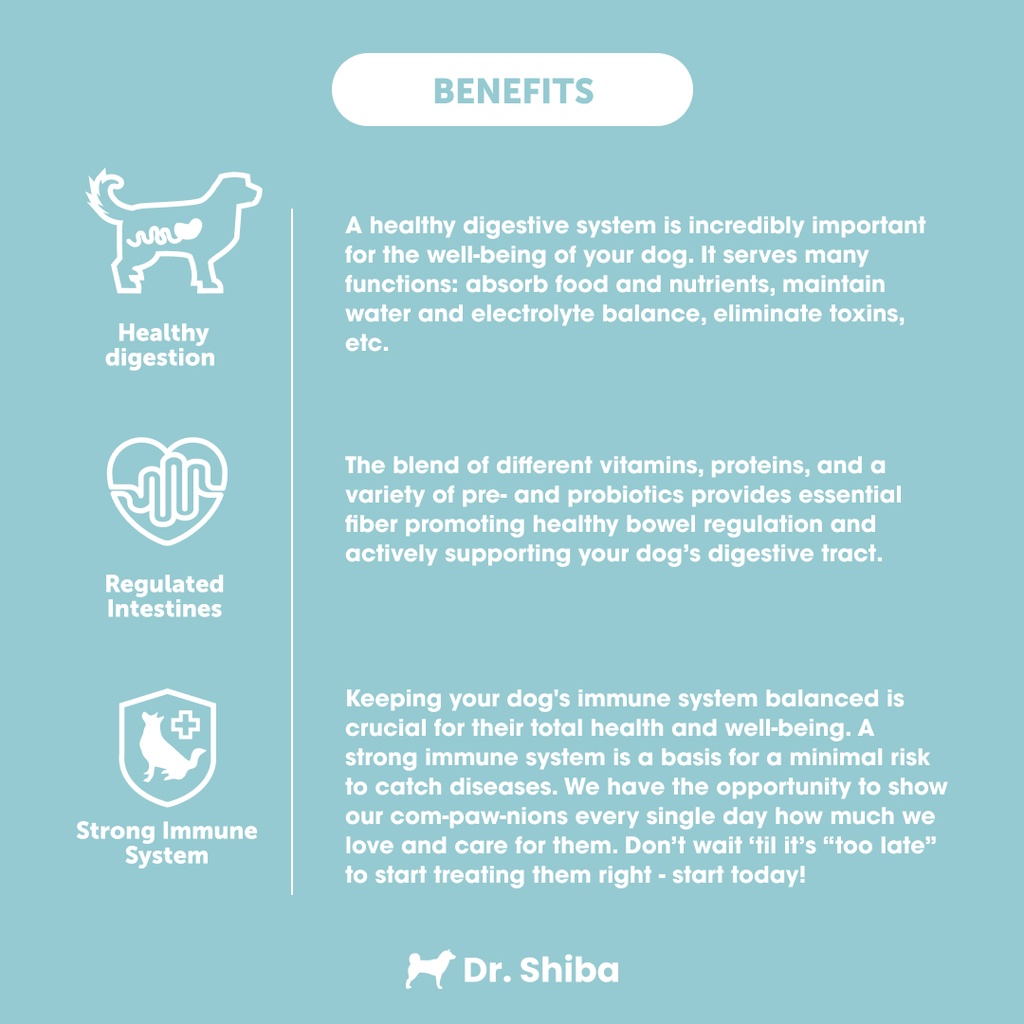 BENEFITS
Healthy
digestion
A healthy digestive system is incredibly important
for the well-being of your dog. It serves many
functions: absorb food and nutrients, maintain
water and electrolyte balance, eliminate toxins,
etc.
Regulated
Intestines
The blend of different vitamins, proteins, and a
variety of pre- and probiotics provides essential
fiber promoting healthy bowel regulation and
actively supporting your dog’s digestive tract.
Strong Immune
System
Keeping your dog's immune system balanced is
crucial for their total health and well-being. A
strong immune system is a basis for a minimal risk
to catch diseases. We have the opportunity to show
our com-paw-nions every single day how much we
love and care for them. Don’t wait ‘til it’s “too late”
to start treating them right - start today!
Dr. Shiba